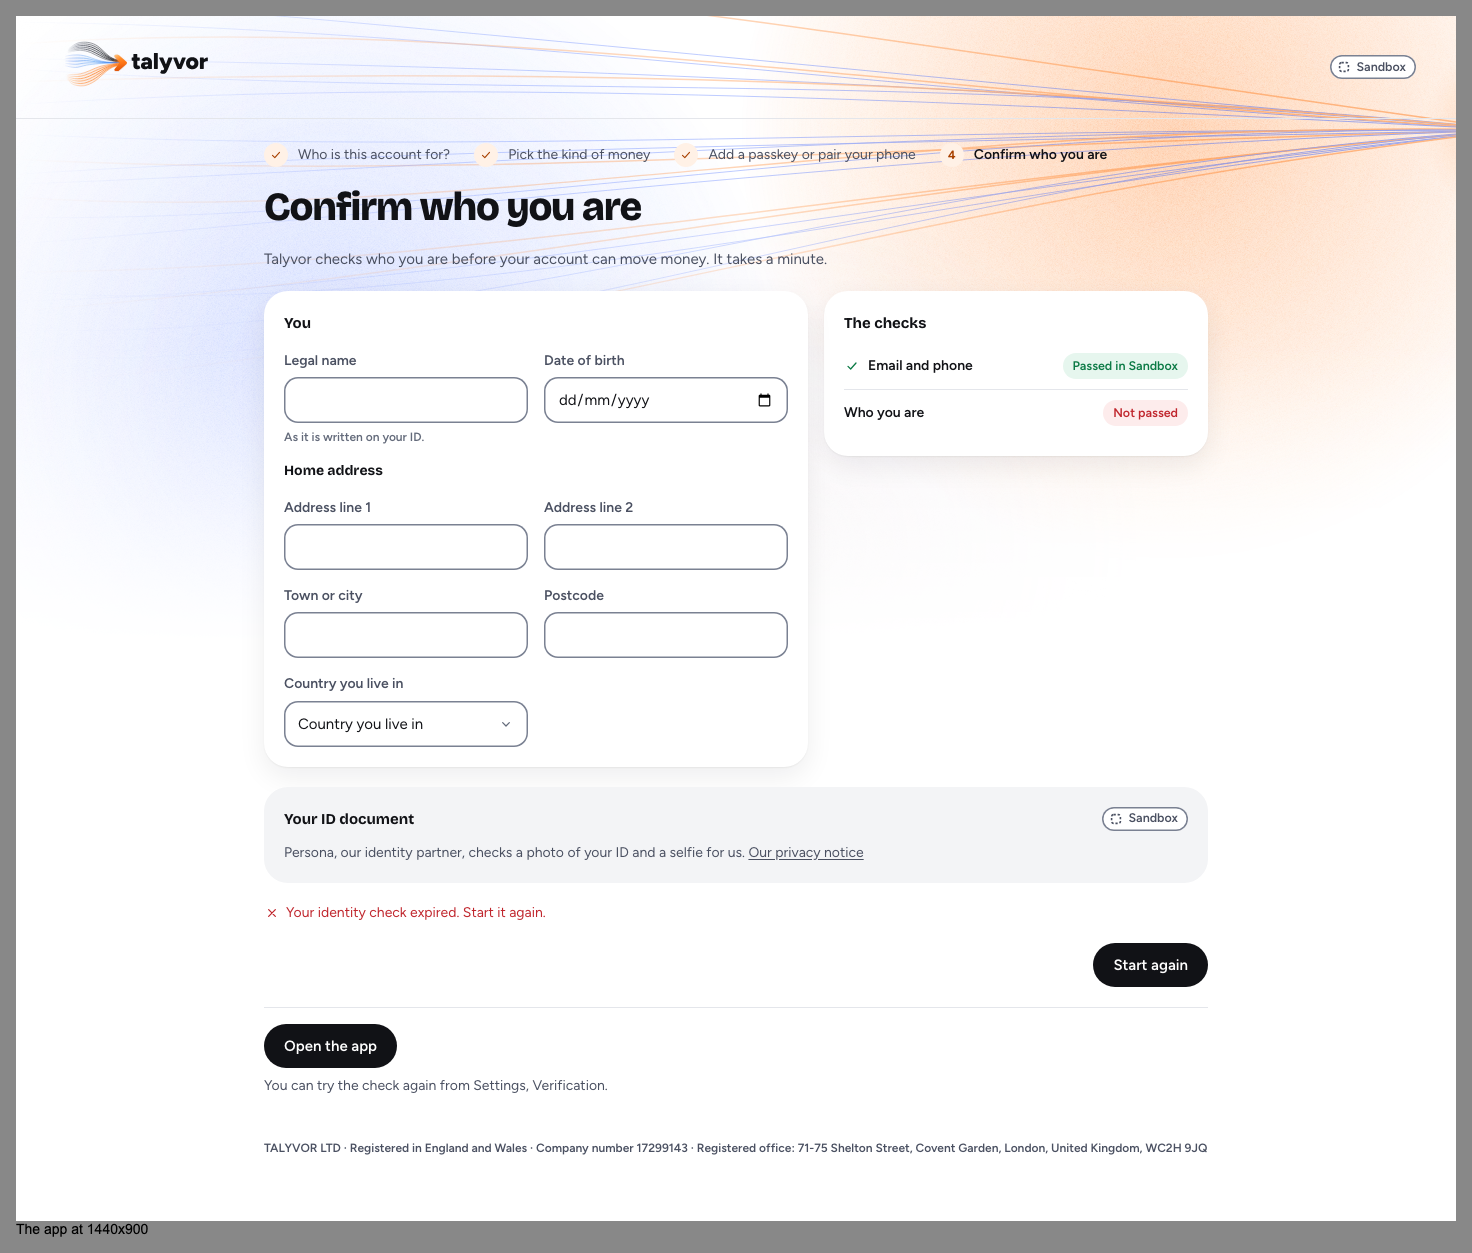 talyvor
Sandbox
Who is this account for?
Pick the kind of money
Add a passkey or pair your phone
4 Confirm who you are
Confirm who you are
Talyvor checks who you are before your account can move money. It takes a minute.
You
Legal name
Date of birth
dd/mm/yyyy
As it is written on your ID.
Home address
Address line 1
Address line 2
Town or city
Postcode
Country you live in
Country you live in
The checks
Email and phone
Passed in Sandbox
Who you are
Not passed
Your ID document
Sandbox
Persona, our identity partner, checks a photo of your ID and a selfie for us. Our privacy notice
Your identity check expired. Start it again.
Start again
Open the app
You can try the check again from Settings, Verification.
TALYVOR LTD · Registered in England and Wales · Company number 17299143 · Registered office: 71-75 Shelton Street, Covent Garden, London, United Kingdom, WC2H 9JQ
The app at 1440x900